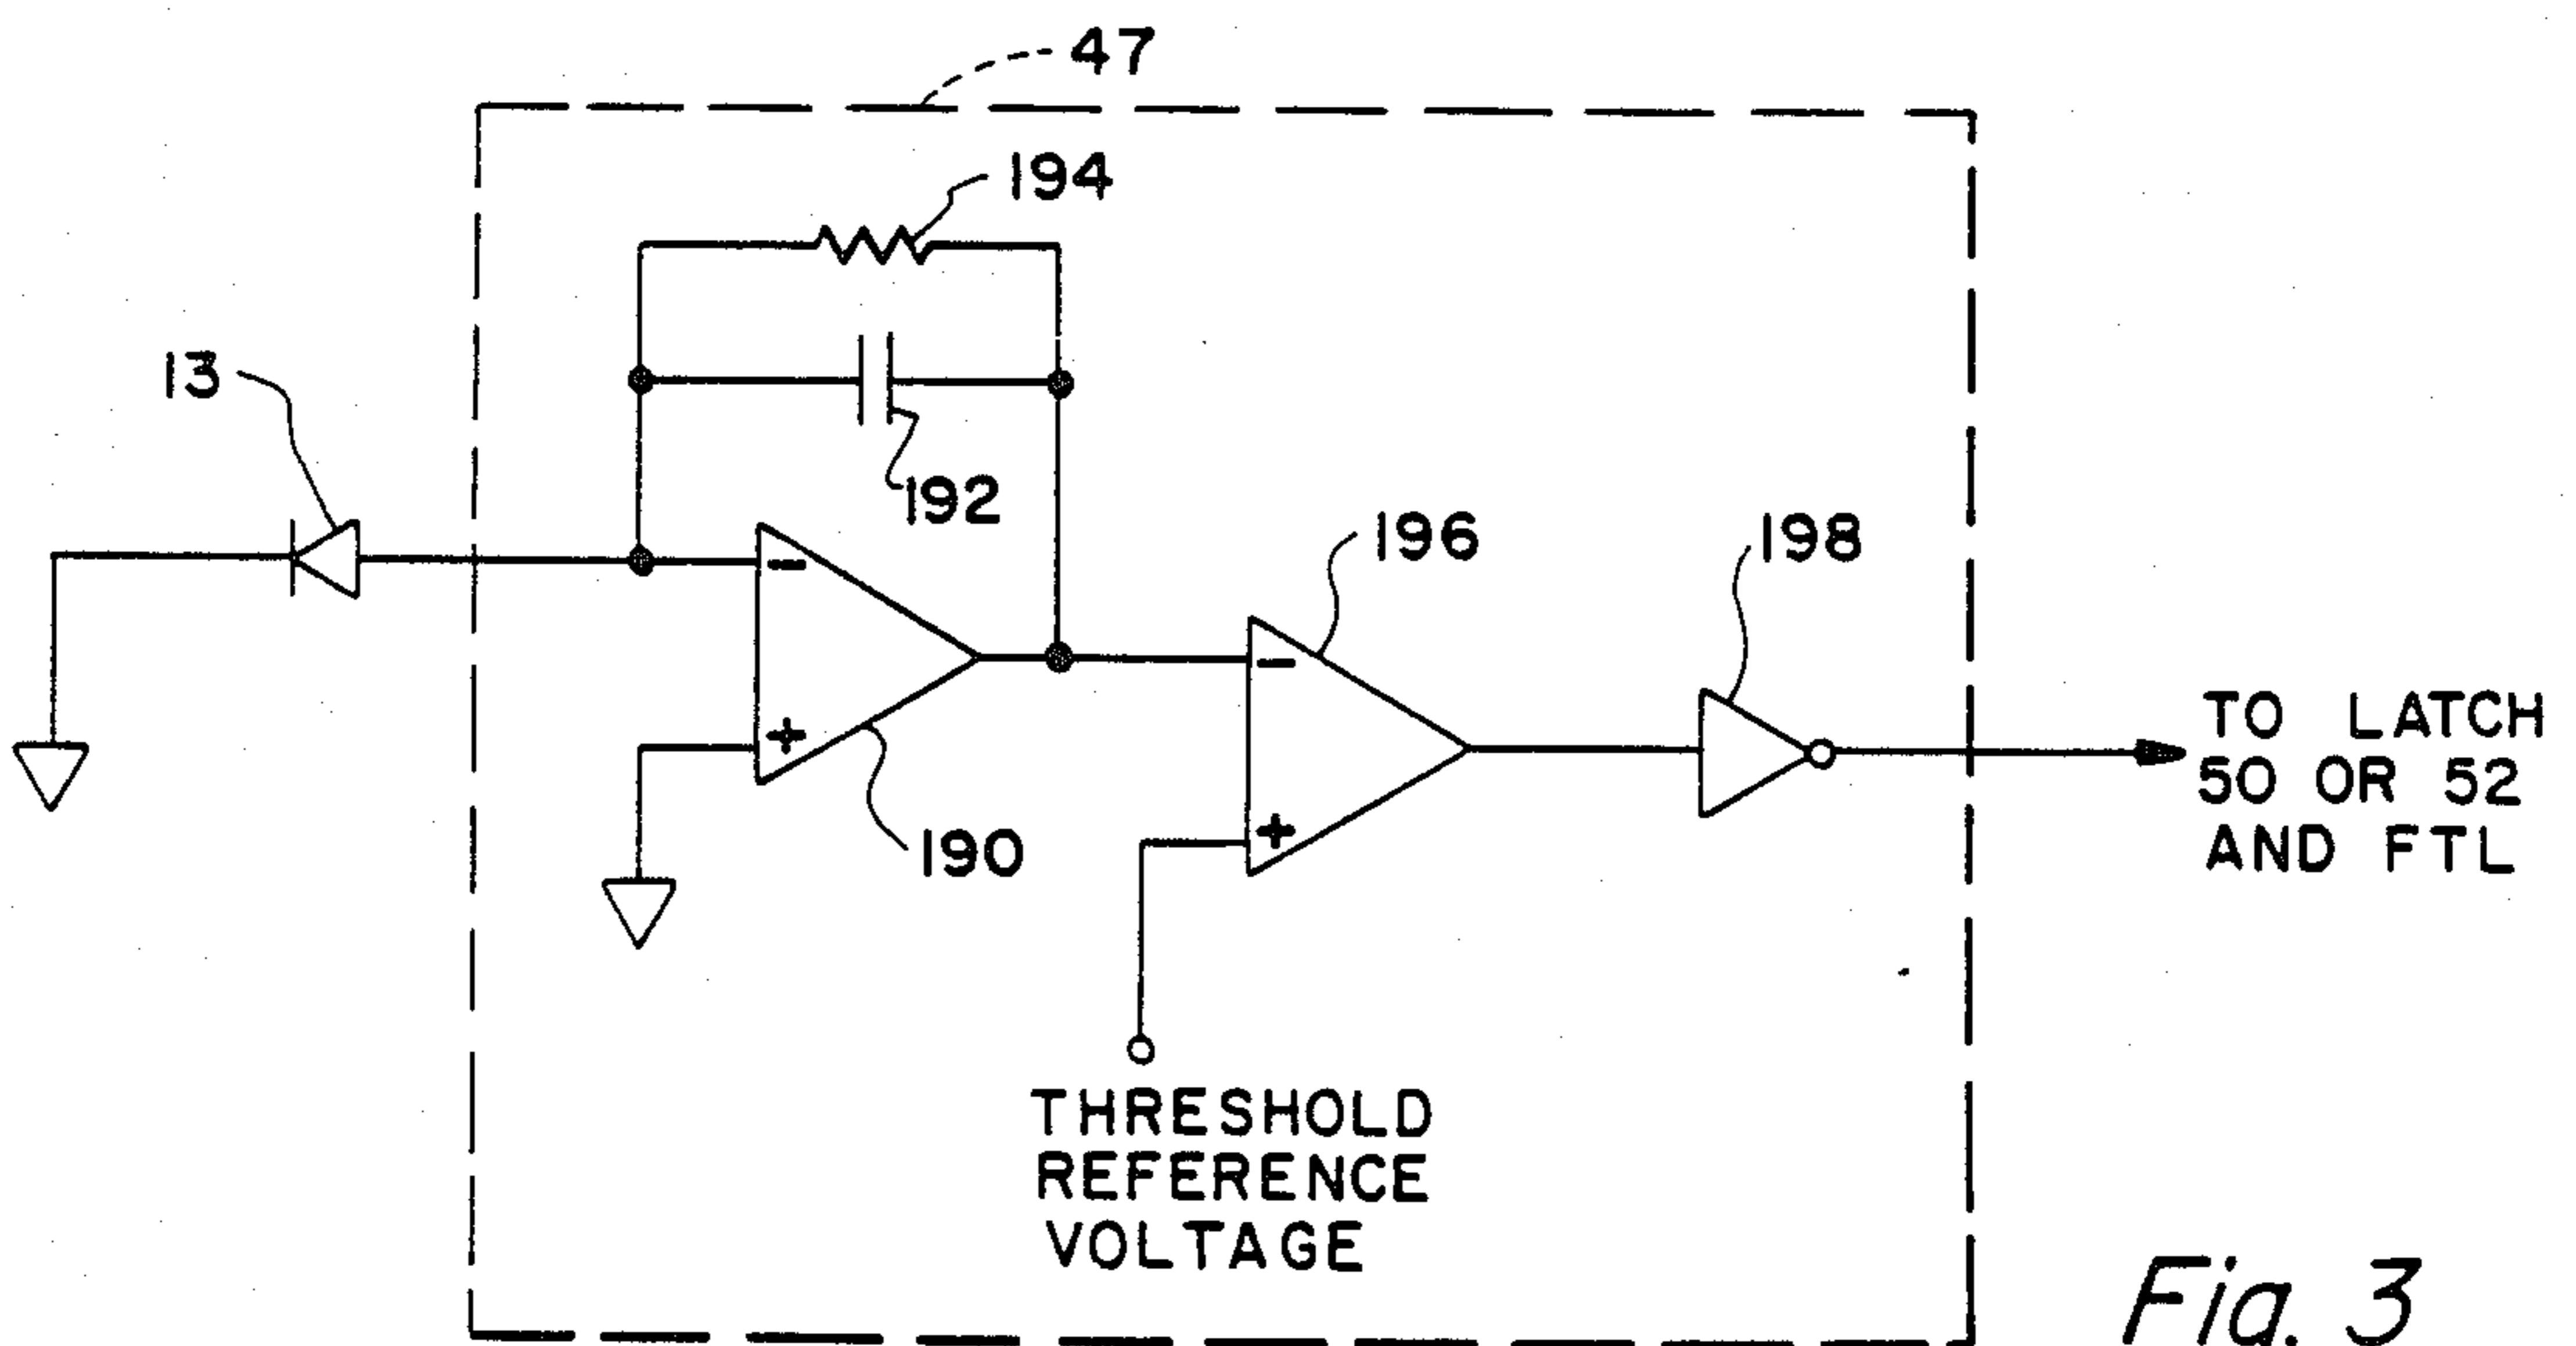 47
194
13
192
196
198
190
TO LATCH
50 OR 52
AND FTL
THRESHOLD
REFERENCE
VOLTAGE
Fig. 3